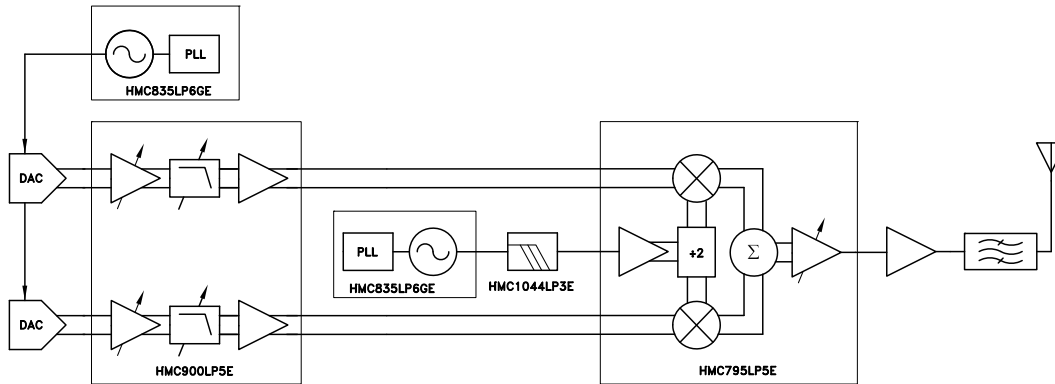 PLL
HMC835LP6GE
DAC
PLL
÷2
Σ
HMC835LP6GE
HMC1044LP3E
DAC
HMC900LP5E
HMC795LP5E